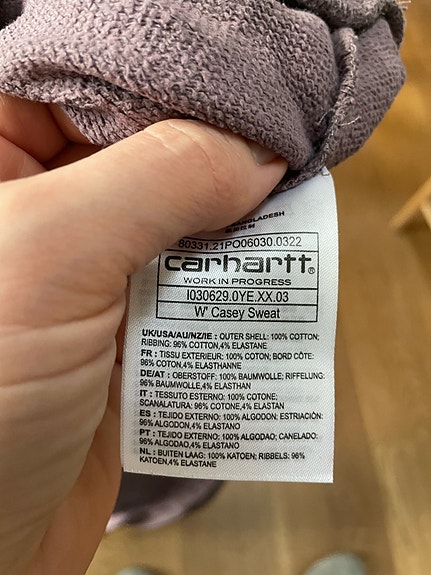 BANGLADESH
80331.21PO06030.0322
carhartt®
WORK IN PROGRESS
I030629.0YE.XX.03
W' Casey Sweat
UK/USA/AU/NZ/IE : OUTER SHELL: 100% COTTON;
RIBBING: 96% COTTON,4% ELASTANE
FR : TISSU EXTERIEUR: 100% COTON; BORD CÔTE:
96% COTON,4% ELASTHANNE
DE/AT : OBERSTOFF: 100% BAUMWOLLE; RIFFELUNG:
96% BAUMWOLLE,4% ELASTHAN
IT : TESSUTO ESTERNO: 100% COTONE;
SCANALATURA: 96% COTONE,4% ELASTAN
ES : TEJIDO EXTERNO: 100% ALGODON: ESTRIACIÓN:
96% ALGODON,4% ELASTANO
PT : TEJIDO EXTERNO: 100% ALGODAO; CANELADO:
96% ALGODAO,4% ELASTANO
NL : BUITEN LAAG: 100% KATOEN; RIBBELS: 96%
KATOEN,4% ELASTANE